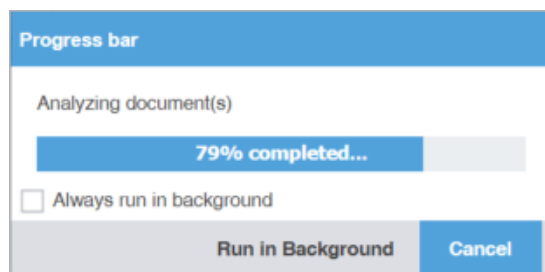 Progress bar
Analyzing document(s)
79% completed...
Always run in background
Run in Background Cancel